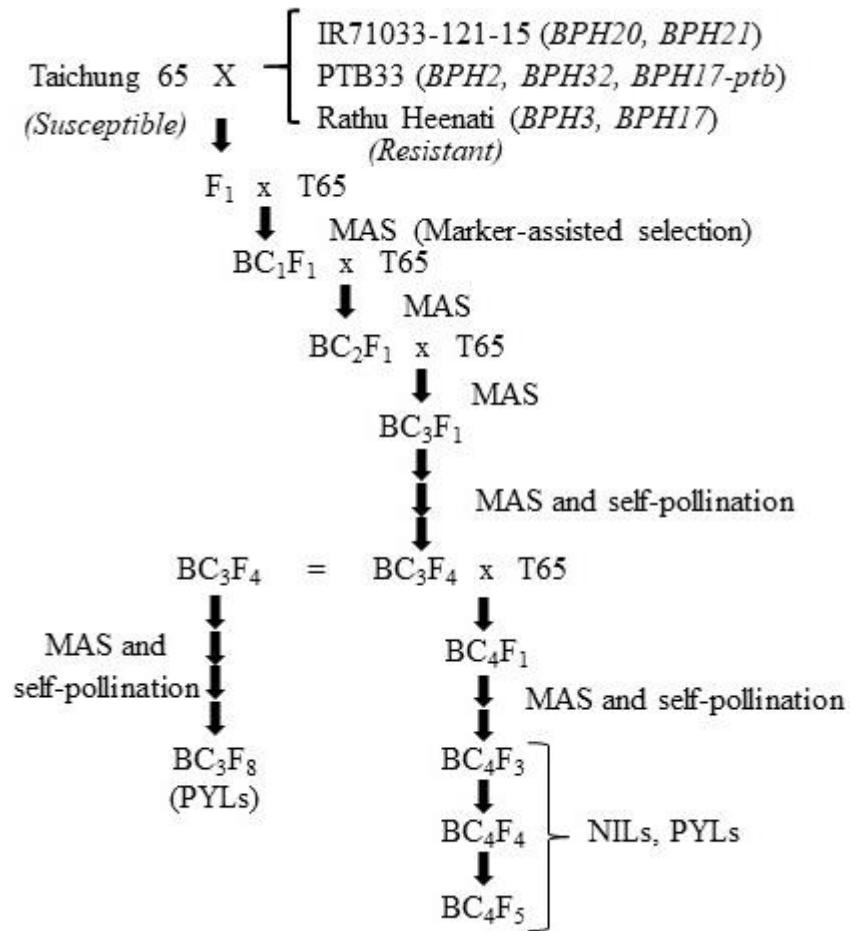 IR71033-121-15 (BPH20, BPH21)
Taichung 65 X PTB33 (BPH2, BPH32, BPH17-ptb)
(Susceptible) Rathu Heenati (BPH3, BPH17)
(Resistant)
F₁ x T65
MAS (Marker-assisted selection)
BC₁F₁ x T65
MAS
BC₂F₁ x T65
MAS
BC₃F₁
MAS and self-pollination
BC₃F₄ = BC₃F₄ x T65
MAS and
self-pollination
BC₄F₁
MAS and self-pollination
BC₃F₈
(PYLs)
BC₄F₃
BC₄F₄ NILs, PYLs
BC₄F₅